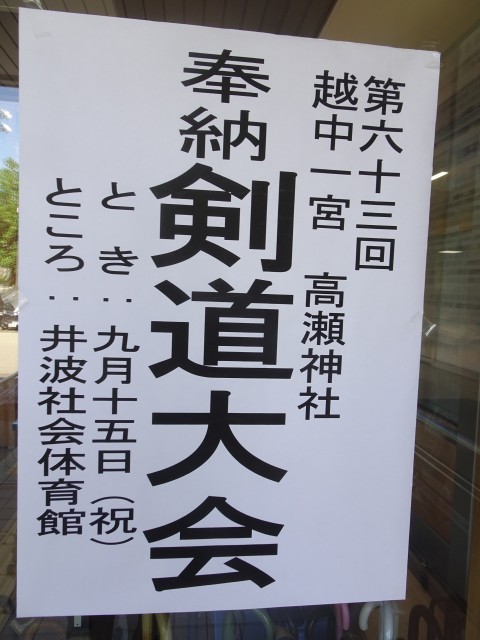 第六十三回
越中一宮　高瀬神社
奉納剣道大会
とき：九月十五日（祝）
ところ：井波社会体育館